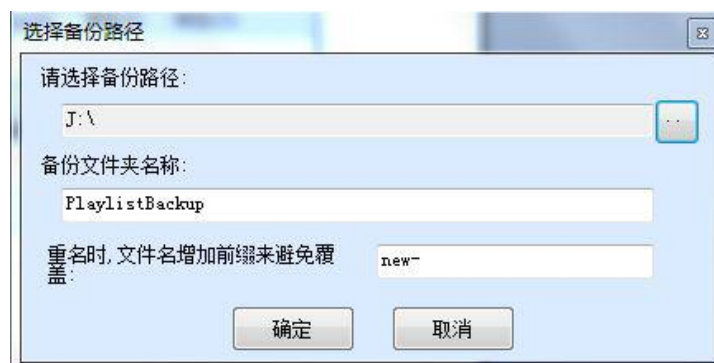 选择备份路径
请选择备份路径:
J:\
..
备份文件夹名称:
PlaylistBackup
重名时,文件名增加前缀来避免覆
盖:
new-
确定
取消